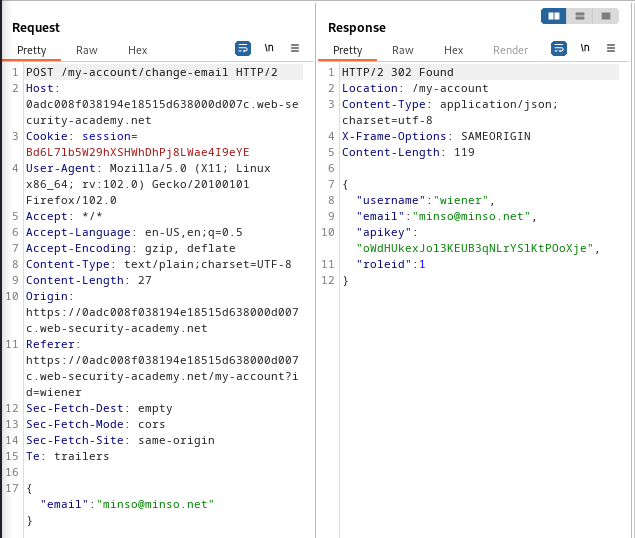 Request
Pretty Raw Hex \n
1 POST /my-account/change-email HTTP/2
2 Host:
0adc008f038194e18515d638000d007c.web-se
curity-academy.net
3 Cookie: session=
Bd6L7lb5W29hXSHWhDhPj8LWae4I9eYE
4 User-Agent: Mozilla/5.0 (X11; Linux
x86_64; rv:102.0) Gecko/20100101
Firefox/102.0
5 Accept: */*
6 Accept-Language: en-US,en;q=0.5
7 Accept-Encoding: gzip, deflate
8 Content-Type: text/plain;charset=UTF-8
9 Content-Length: 27
10 Origin:
https://0adc008f038194e18515d638000d007
c.web-security-academy.net
11 Referer:
https://0adc008f038194e18515d638000d007
c.web-security-academy.net/my-account?i
d=wiener
12 Sec-Fetch-Dest: empty
13 Sec-Fetch-Mode: cors
14 Sec-Fetch-Site: same-origin
15 Te: trailers
16
17 {
"email":"minso@minso.net"
}
Response
Pretty Raw Hex Render \n
1 HTTP/2 302 Found
2 Location: /my-account
3 Content-Type: application/json;
charset=utf-8
4 X-Frame-Options: SAMEORIGIN
5 Content-Length: 119
6
7 {
8 "username":"wiener",
9 "email":"minso@minso.net",
10 "apikey":
"oWdHUkexJol3KEUB3qNLrYSlKtPOoXje",
11 "roleid":1
12 }